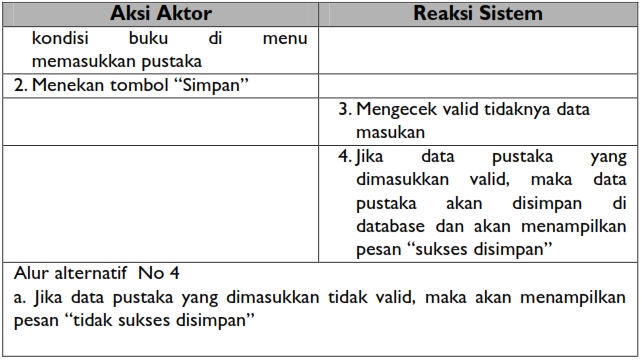 Aksi Aktor
Reaksi Sistem
kondisi buku di menu
memasukkan pustaka
2. Menekan tombol “Simpan”
3. Mengecek valid tidaknya data
masukan
4. Jika data pustaka yang
dimasukkan valid, maka data
pustaka akan disimpan di
database dan akan menampilkan
pesan “sukses disimpan”
Alur alternatif No 4
a. Jika data pustaka yang dimasukkan tidak valid, maka akan menampilkan
pesan “tidak sukses disimpan”